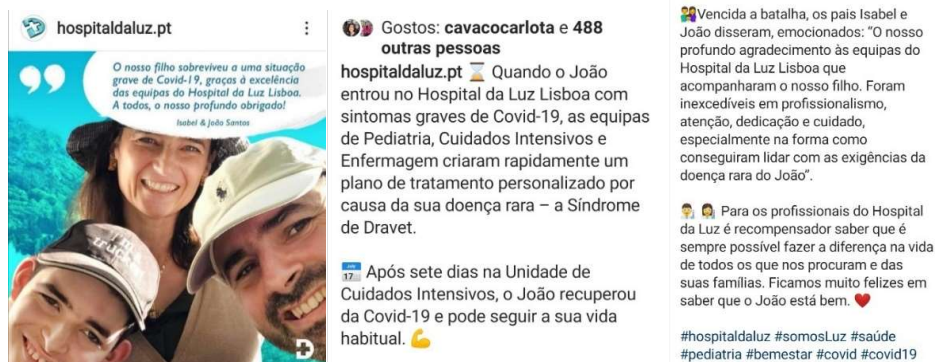 hospitaldaluz.pt
O nosso filho sobreviveu a uma situação
grave de Covid-19, graças à excelência
das equipas do Hospital da Luz Lisboa.
A todos, o nosso profundo obrigado!
Isabel & João Santos
Gostos: cavacocarlota e 488
outras pessoas
hospitaldaluz.pt ⌛ Quando o João
entrou no Hospital da Luz Lisboa com
sintomas graves de Covid-19, as equipas
de Pediatria, Cuidados Intensivos e
Enfermagem criaram rapidamente um
plano de tratamento personalizado por
causa da sua doença rara – a Síndrome
de Dravet.
📅 Após sete dias na Unidade de
Cuidados Intensivos, o João recuperou
da Covid-19 e pode seguir a sua vida
habitual. 💪
👫Vencida a batalha, os pais Isabel e
João disseram, emocionados: “O nosso
profundo agradecimento às equipas do
Hospital da Luz Lisboa que
acompanharam o nosso filho. Foram
inexcedíveis em profissionalismo,
atenção, dedicação e cuidado,
especialmente na forma como
conseguiram lidar com as exigências da
doença rara do João”.
👨‍⚕️ 👩‍⚕️ Para os profissionais do Hospital
da Luz é recompensador saber que é
sempre possível fazer a diferença na vida
de todos os que nos procuram e das
suas famílias. Ficamos muito felizes em
saber que o João está bem. ❤️
#hospitaldaluz #somosLuz #saúde
#pediatria #bemestar #covid #covid19